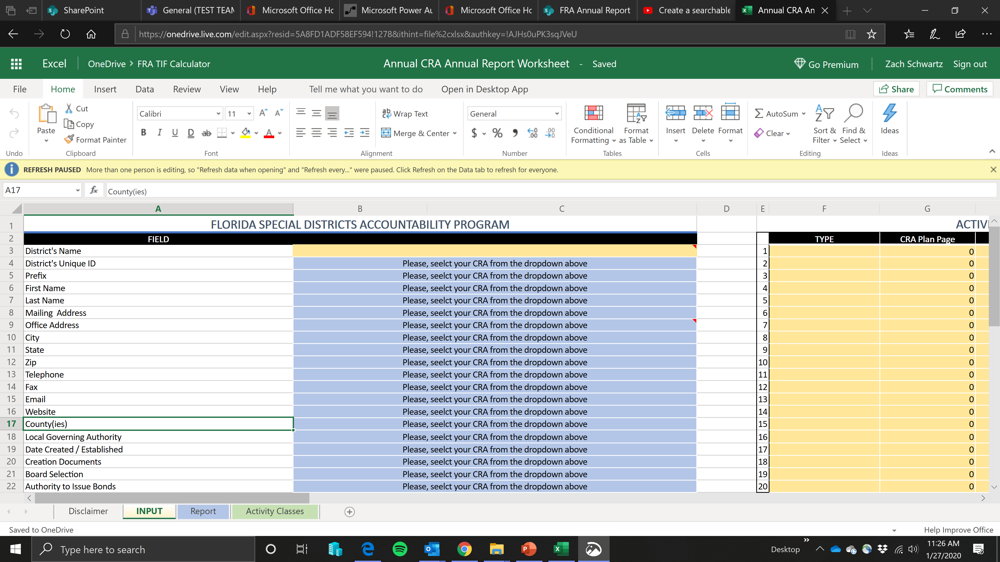 SharePoint General (TEST TEAM Microsoft Office Ho Microsoft Power Au Microsoft Office Ho FRA Annual Report Create a searchable Annual CRA An
https://onedrive.live.com/edit.aspx?resid=5A8FD1ADF58EF594!1278&ithint=file%2cxlsx&authkey=!AJHs0uPK3sqJVeU
Excel OneDrive > FRA TIF Calculator Annual CRA Annual Report Worksheet - Saved Go Premium Zach Schwartz Sign out
File Home Insert Data Review View Help Tell me what you want to do Open in Desktop App Share Comments
Cut
Calibri 11 Wrap Text General AutoSum
Copy
Paste Conditional Formatting Format as Table Insert Delete Format Clear Sort & Filter Find & Select Ideas
Format Painter Merge & Center
Undo Clipboard Font Alignment Number Tables Cells Editing Ideas
REFRESH PAUSED More than one person is editing, so "Refresh data when opening" and "Refresh every..." were paused. Click Refresh on the Data tab to refresh for everyone.
A17 fx County(ies)
A B C D E F G
1 FLORIDA SPECIAL DISTRICTS ACCOUNTABILITY PROGRAM ACTIVI
2 FIELD TYPE CRA Plan Page
3 District's Name 1 0
4 District's Unique ID Please, seelct your CRA from the dropdown above 2 0
5 Prefix Please, seelct your CRA from the dropdown above 3 0
6 First Name Please, seelct your CRA from the dropdown above 4 0
7 Last Name Please, seelct your CRA from the dropdown above 5 0
8 Mailing  Address Please, seelct your CRA from the dropdown above 6 0
9 Office Address Please, seelct your CRA from the dropdown above 7 0
10 City Please, seelct your CRA from the dropdown above 8 0
11 State Please, seelct your CRA from the dropdown above 9 0
12 Zip Please, seelct your CRA from the dropdown above 10 0
13 Telephone Please, seelct your CRA from the dropdown above 11 0
14 Fax Please, seelct your CRA from the dropdown above 12 0
15 Email Please, seelct your CRA from the dropdown above 13 0
16 Website Please, seelct your CRA from the dropdown above 14 0
17 County(ies) Please, seelct your CRA from the dropdown above 15 0
18 Local Governing Authority Please, seelct your CRA from the dropdown above 16 0
19 Date Created / Established Please, seelct your CRA from the dropdown above 17 0
20 Creation Documents Please, seelct your CRA from the dropdown above 18 0
21 Board Selection Please, seelct your CRA from the dropdown above 19 0
22 Authority to Issue Bonds Please, seelct your CRA from the dropdown above 20 0
Disclaimer INPUT Report Activity Classes
Saved to OneDrive Help Improve Office
Type here to search Desktop 11:26 AM
1/27/2020